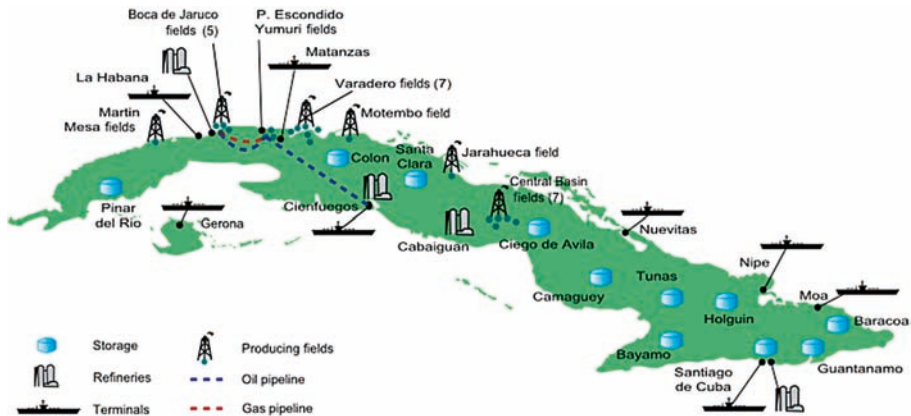 Boca de Jaruco
fields (5)
P. Escondido
Yumuri fields
Matanzas
La Habana
Varadero fields (7)
Martin
Mesa fields
Motembo field
Colon
Santa
Clara
Jarahueca field
Pinar
del Río
Gerona
Cienfuegos
Central Basin
fields (7)
Cabaiguan
Ciego de Avila
Nuevitas
Camaguey
Tunas
Nipe
Moa
Holguin
Baracoa
Bayamo
Santiago
de Cuba
Guantanamo
Storage
Producing fields
Refineries
Oil pipeline
Terminals
Gas pipeline